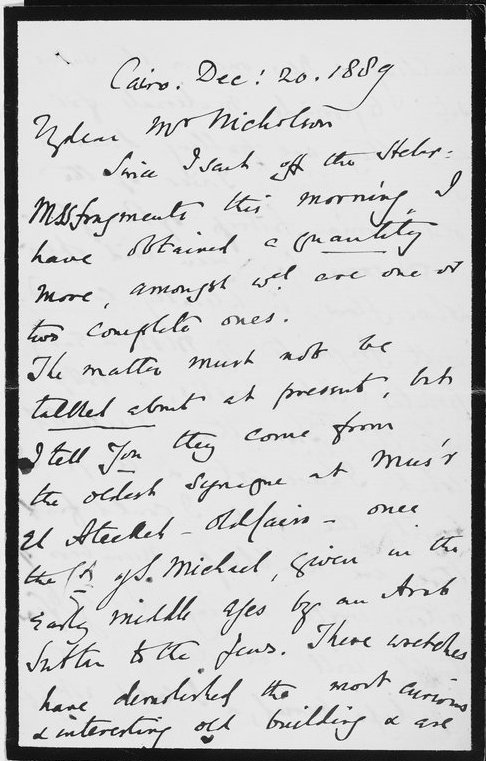 Cairo. Dec: 20. 1889
My dear Mr Nicholson
Since I sent off the Hebr:
MSS fragments this morning, I
have obtained a quantity
more, amongst wh are one or
two complete ones.
The matter must not be
talked about at present, but
I tell you they come from
the oldest synagogue at Mus'r
El Ateekeh - Old Cairo - once
the Ch of S. Michael, given in the
early middle ages by an Arab
Sultan to the Jews. These wretches
have demolished the most curious
& interesting old building & are